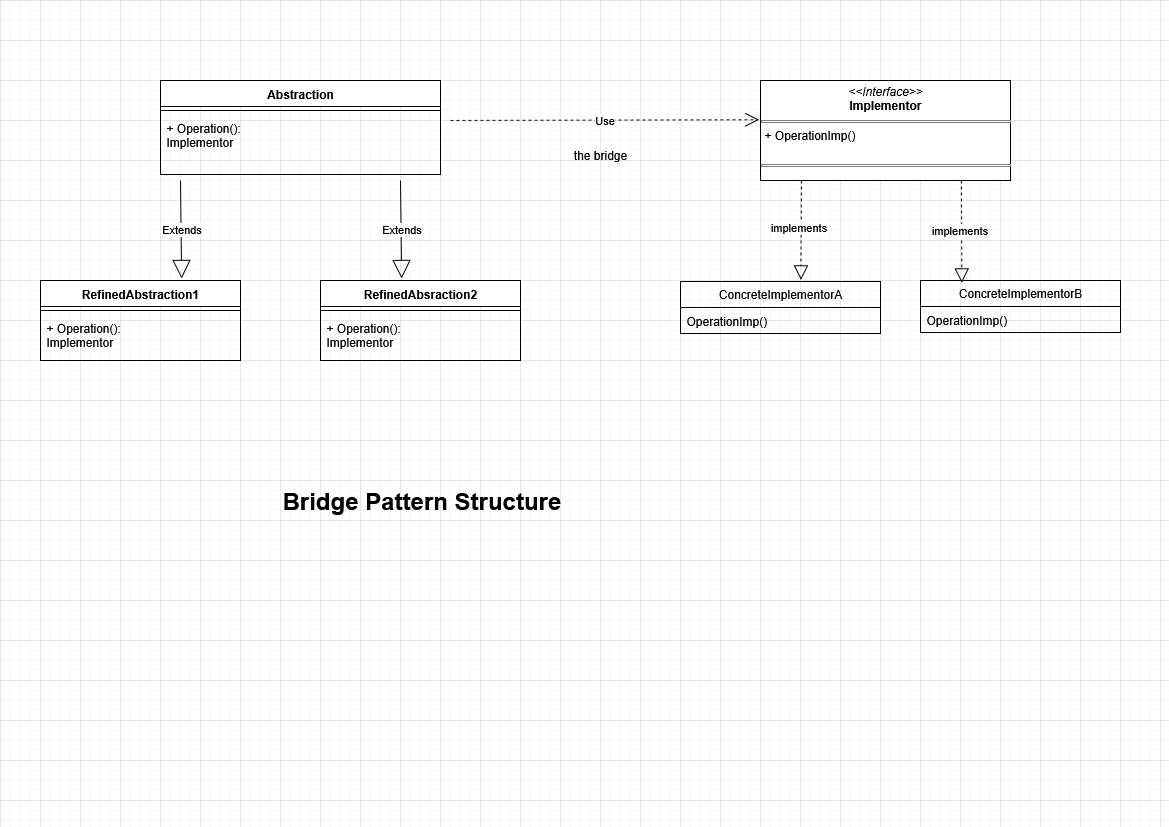 Abstraction
+ Operation():
Implementor
Use
the bridge
<<Interface>>
Implementor
+ OperationImp()
Extends
Extends
implements
implements
RefinedAbstraction1
+ Operation():
Implementor
RefinedAbsraction2
+ Operation():
Implementor
ConcreteImplementorA
OperationImp()
ConcreteImplementorB
OperationImp()
Bridge Pattern Structure